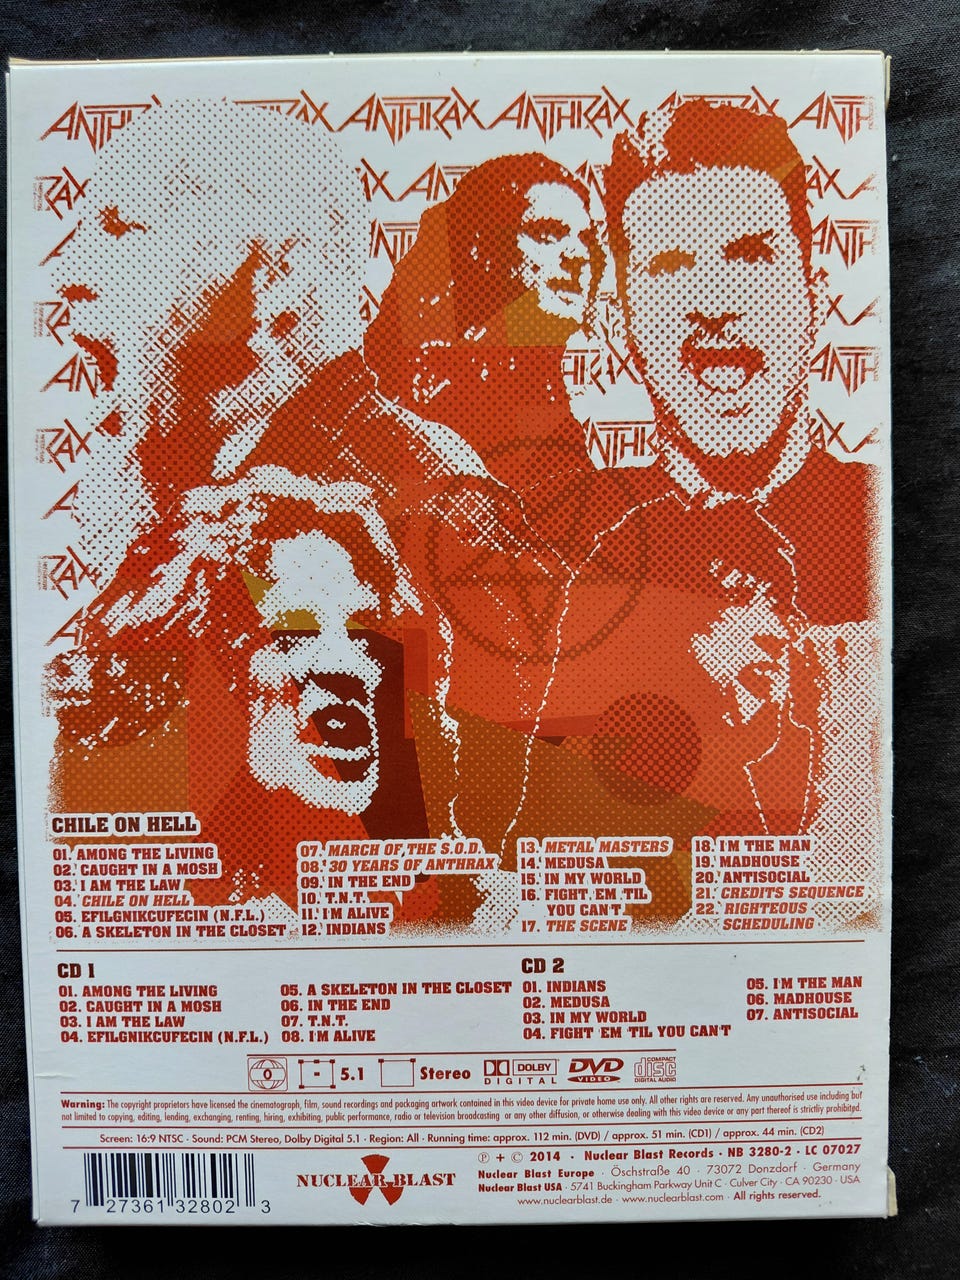 ANTHRAX ANTHRAX ANTHRAX
CHILE ON HELL
01. AMONG THE LIVING
02. CAUGHT IN A MOSH
03. I AM THE LAW
04. CHILE ON HELL
05. EFILGNIKCUFECIN (N.F.L.)
06. A SKELETON IN THE CLOSET
07. MARCH OF THE S.O.D.
08. 30 YEARS OF ANTHRAX
09. IN THE END
10. T.N.T.
11. I'M ALIVE
12. INDIANS
13. METAL MASTERS
14. MEDUSA
15. IN MY WORLD
16. FIGHT 'EM 'TIL
YOU CAN'T
17. THE SCENE
18. I'M THE MAN
19. MADHOUSE
20. ANTISOCIAL
21. CREDITS SEQUENCE
22. RIGHTEOUS
SCHEDULING
CD 1
01. AMONG THE LIVING
02. CAUGHT IN A MOSH
03. I AM THE LAW
04. EFILGNIKCUFECIN (N.F.L.)
05. A SKELETON IN THE CLOSET
06. IN THE END
07. T.N.T.
08. I'M ALIVE
CD 2
01. INDIANS
02. MEDUSA
03. IN MY WORLD
04. FIGHT 'EM 'TIL YOU CAN'T
05. I'M THE MAN
06. MADHOUSE
07. ANTISOCIAL
0 5.1 Stereo DOLBY DIGITAL DVD VIDEO COMPACT disc DIGITAL AUDIO
Warning: The copyright proprietors have licensed the cinematograph, film, sound recordings and packaging artwork contained in this video device for private home use only. All other rights are reserved. Any unauthorised use including but
not limited to copying, editing, lending, exchanging, renting, hiring, exhibiting, public performance, radio or television broadcasting or any other diffusion, or otherwise dealing with this video device or any part thereof is strictliy prohibitpd.
Screen: 16:9 NTSC · Sound: PCM Stereo, Dolby Digital 5.1 · Region: All · Running time: approx. 112 min. (DVD) / approx. 51 min. (CD1) / approx. 44 min. (CD2)
7 27361 32802 3
NUCLEAR BLAST
℗ + © 2014 · Nuclear Blast Records · NB 3280-2 · LC 07027
Nuclear Blast Europe · Öschstraße 40 · 73072 Donzdorf · Germany
Nuclear Blast USA · 5741 Buckingham Parkway Unit C · Culver City · CA 90230 · USA
www.nuclearblast.de · www.nuclearblast.com · All rights reserved.